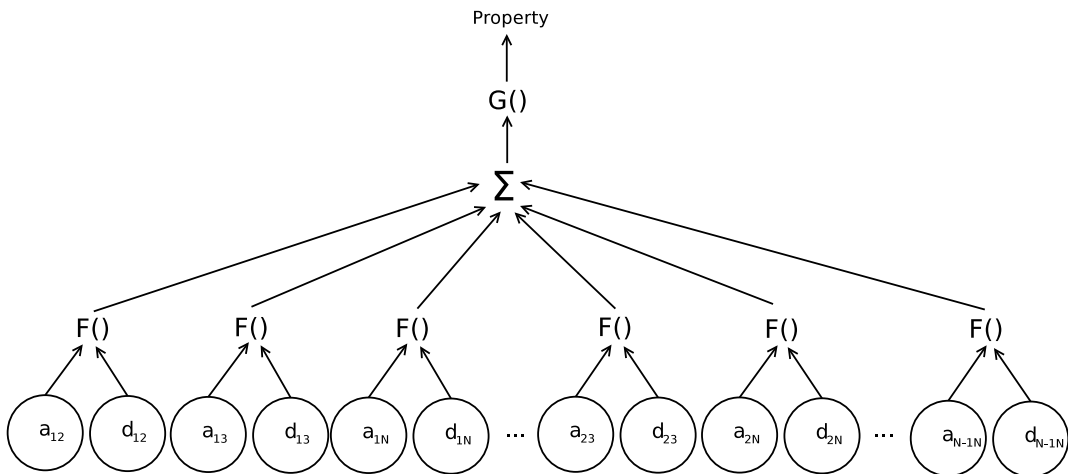 Property
G()
Σ
F() F() F() F() F() F()
a12 d12 a13 d13 a1N d1N ... a23 d23 a2N d2N ... aN-1N dN-1N